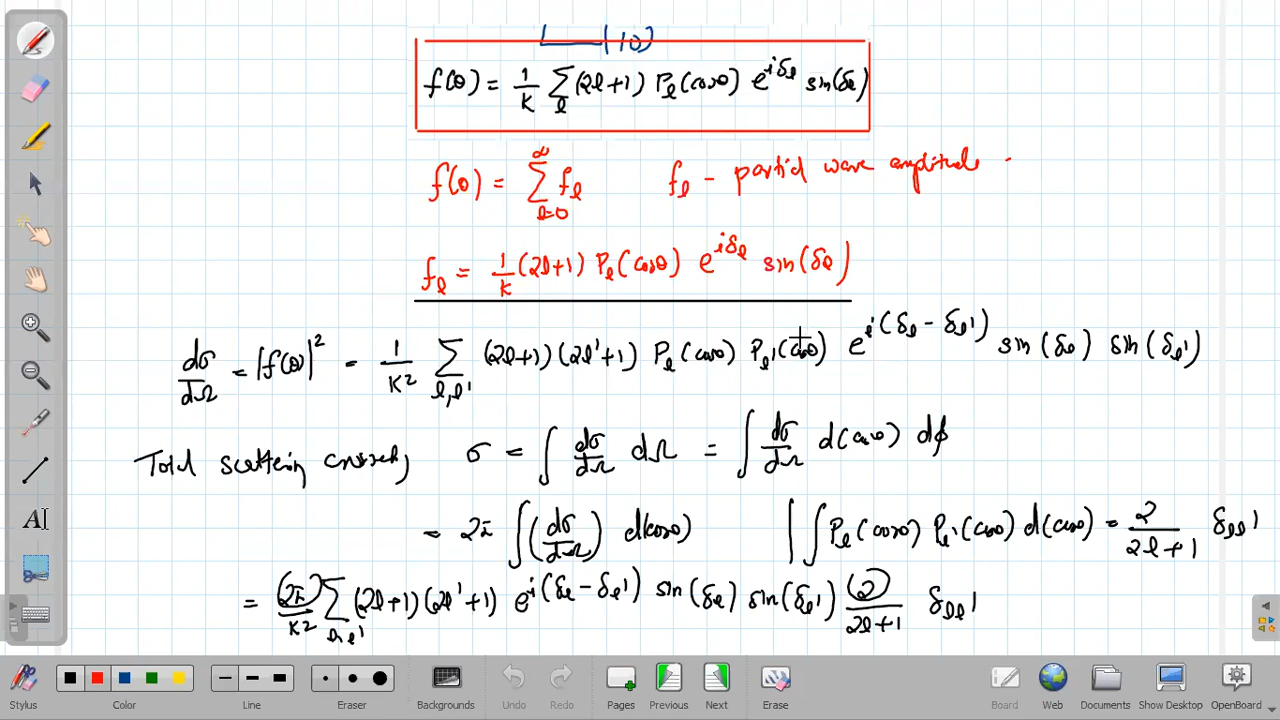 (10)
f(θ) = 1/k Σ_l (2l+1) P_l(cosθ) e^{iδ_l} sin(δ_l)
f(θ) = Σ_{l=0}^{∞} f_l f_l - partial wave amplitude
f_l = 1/k (2l+1) P_l(cosθ) e^{iδ_l} sin(δ_l)
dσ/dΩ = |f(θ)|^2 = 1/k^2 Σ_{l,l'} (2l+1)(2l'+1) P_l(cosθ) P_l'(cosθ) e^{i(δ_l - δ_l')} sin(δ_l) sin(δ_l')
Total scattering σ = ∫ dσ/dΩ dΩ = ∫ dσ/dΩ d(cosθ) dϕ
= 2π ∫ (dσ/dΩ) d(cosθ) | ∫ P_l(cosθ) P_l'(cosθ) d(cosθ) = 2/(2l+1) δ_ll'
= (2π)/k^2 Σ_{l,l'} (2l+1)(2l'+1) e^{i(δ_l - δ_l')} sin(δ_l) sin(δ_l') (2)/(2l+1) δ_ll'
Stylus Color Line Eraser Backgrounds Undo Redo Pages Previous Next Erase Board Web Documents Show Desktop OpenBoard